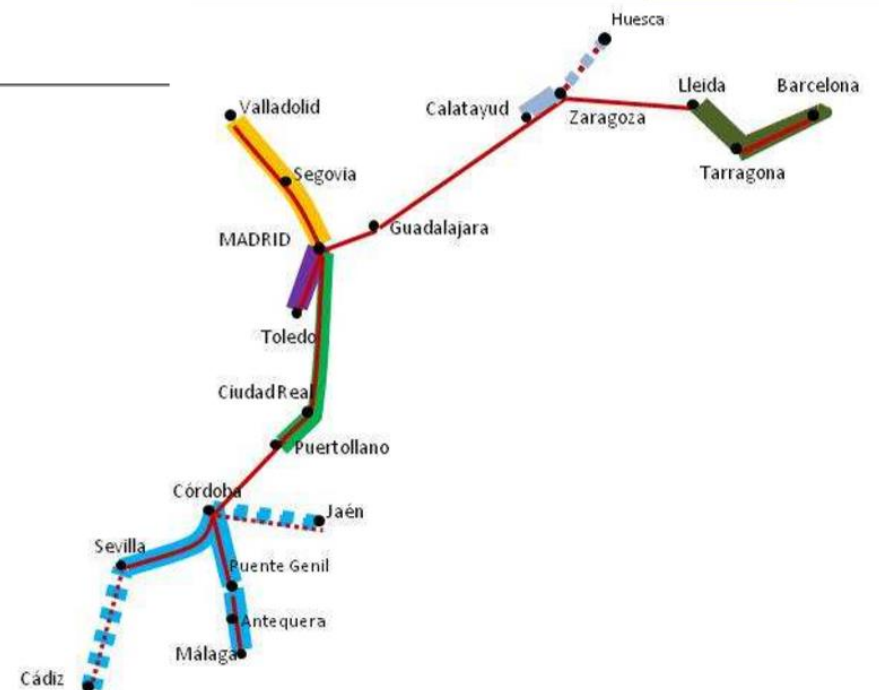 Huesca
Lleida
Barcelona
Valladolid
Calatayud
Zaragoza
Segovia
Tarragona
MADRID
Guadalajara
Toledo
Ciudad Real
Puertollano
Córdoba
Jaén
Sevilla
Puente Genil
Antequera
Málaga
Cádiz